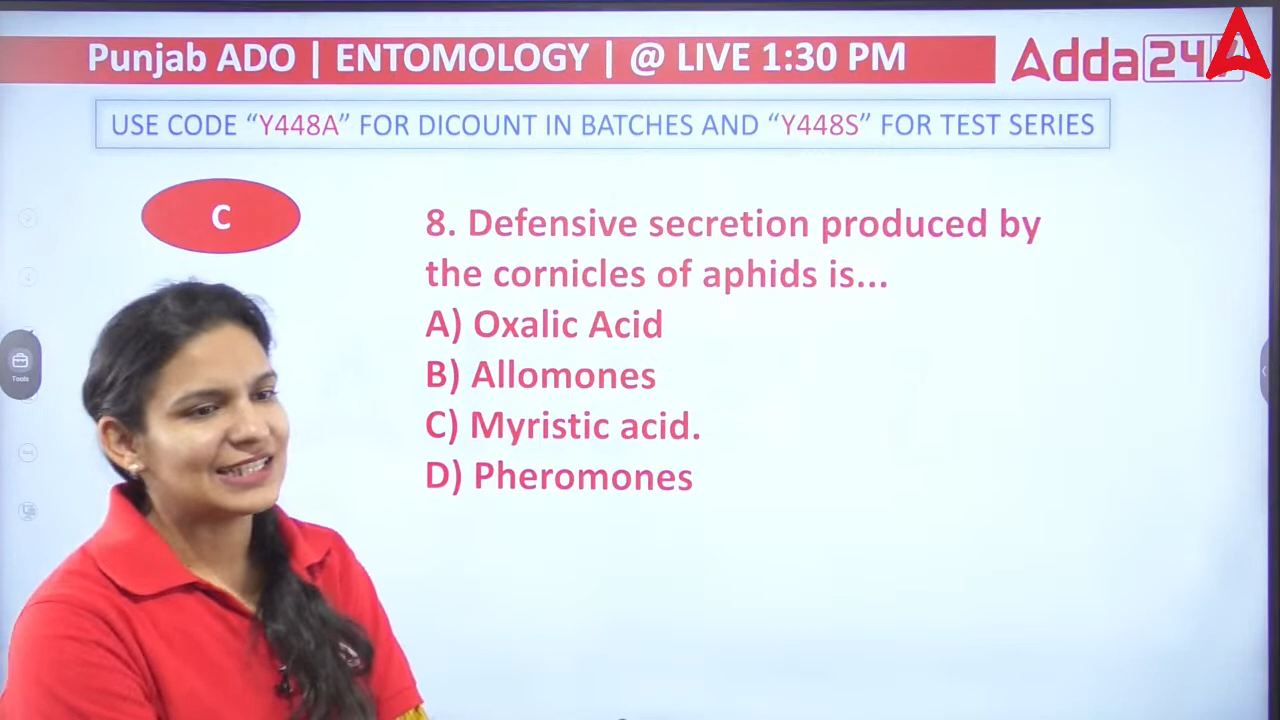 Punjab ADO | ENTOMOLOGY | @ LIVE 1:30 PM
Adda247
USE CODE “Y448A” FOR DICOUNT IN BATCHES AND “Y448S” FOR TEST SERIES
C
8. Defensive secretion produced by
the cornicles of aphids is...
A) Oxalic Acid
B) Allomones
C) Myristic acid.
D) Pheromones
Tools